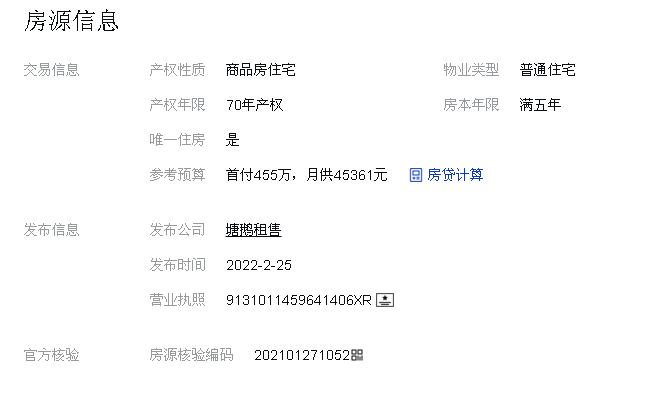 房源信息
交易信息 产权性质 商品房住宅 物业类型 普通住宅
产权年限 70年产权 房本年限 满五年
唯一住房 是
参考预算 首付455万，月供45361元 房贷计算
发布信息 发布公司 塘鹅租售
发布时间 2022-2-25
营业执照 9131011459641406XR
官方核验 房源核验编码 202101271052